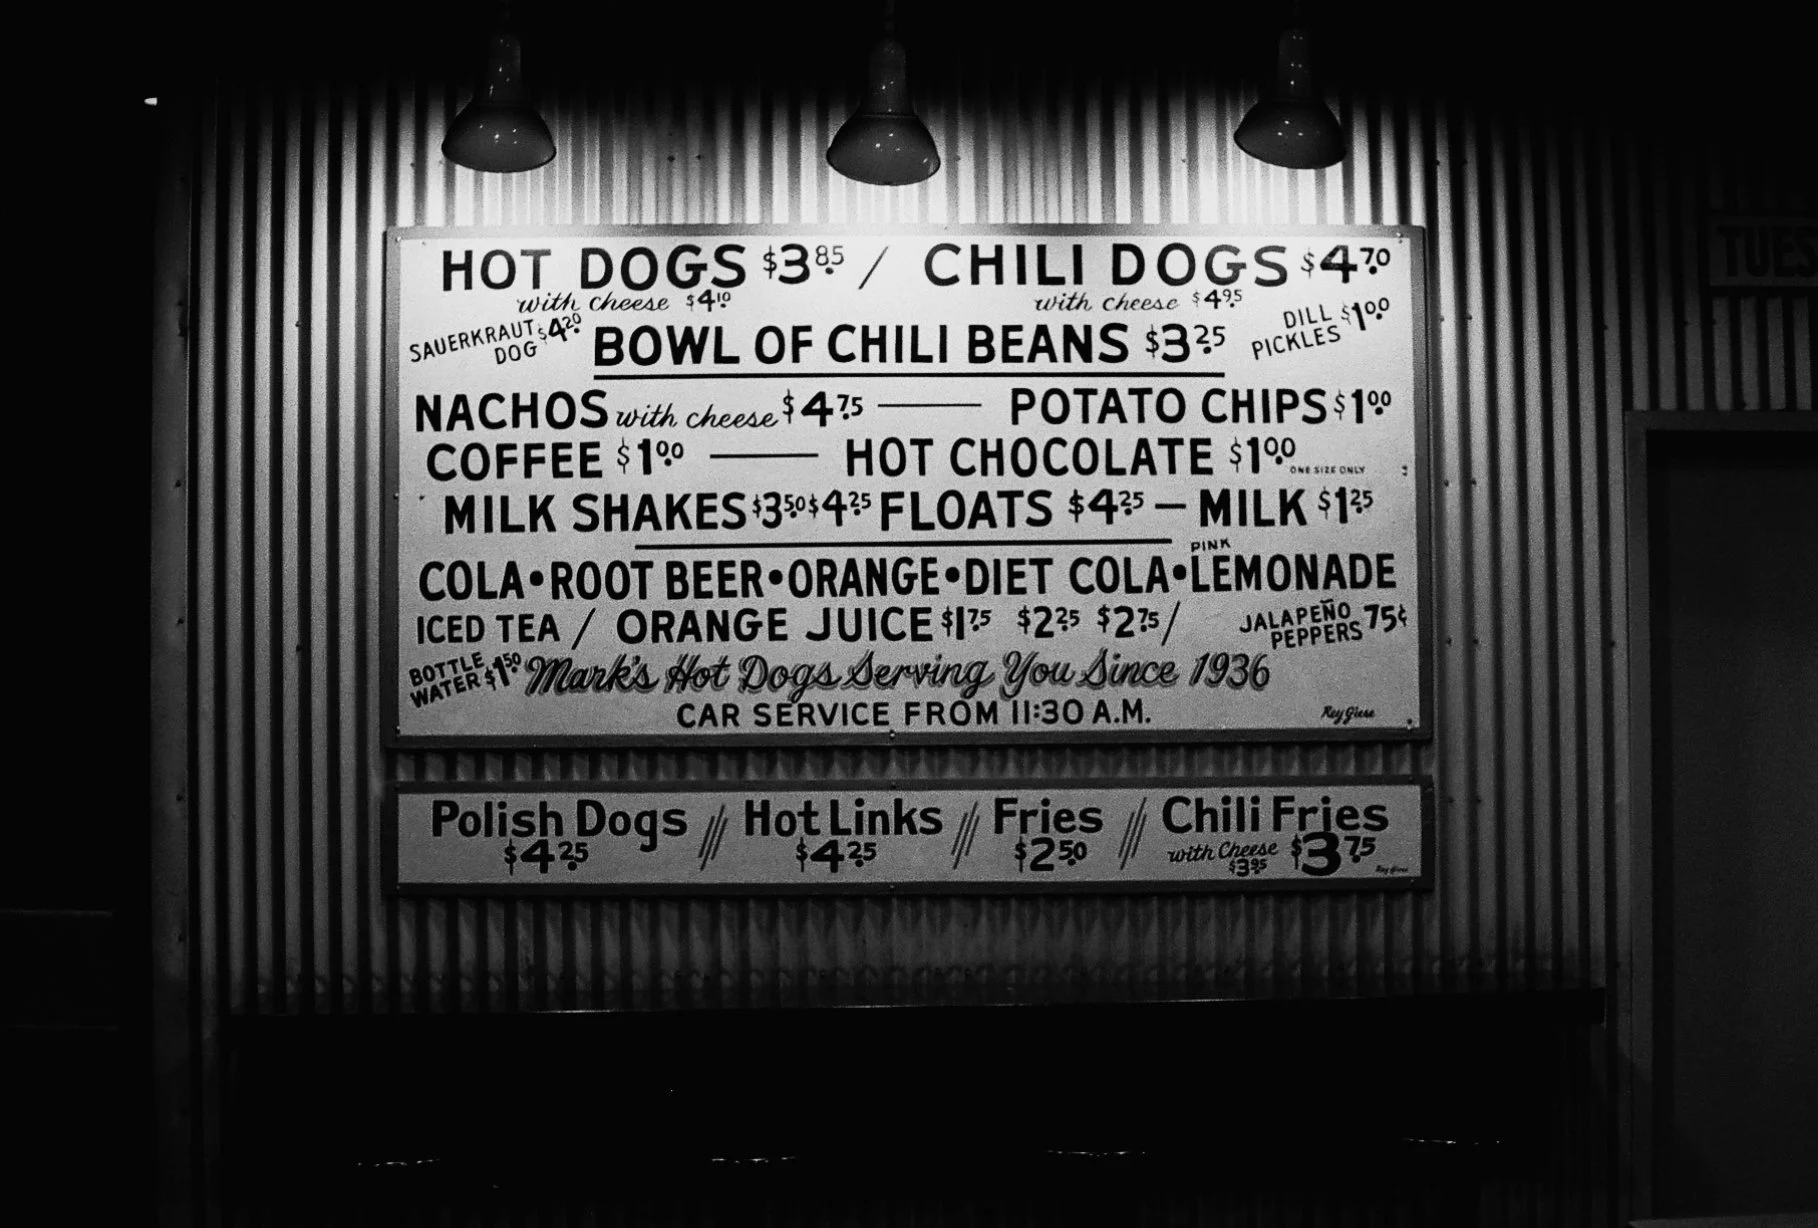 HOT DOGS $3.85 / CHILI DOGS $4.70
with cheese $4.10 with cheese $4.95
SAUERKRAUT DOG $4.20
BOWL OF CHILI BEANS $3.25
DILL PICKLES $1.00
NACHOS with cheese $4.75 — POTATO CHIPS $1.00
COFFEE $1.00 — HOT CHOCOLATE $1.00 ONE SIZE ONLY
MILK SHAKES $3.50 $4.25 FLOATS $4.25 — MILK $1.25
COLA•ROOT BEER•ORANGE•DIET COLA•PINK LEMONADE
ICED TEA / ORANGE JUICE $1.75 $2.25 $2.75 /
JALAPEÑO PEPPERS 75¢
BOTTLE WATER $1.50
Mark's Hot Dogs Serving You Since 1936
CAR SERVICE FROM 11:30 A.M.
Rey Giese
Polish Dogs /// Hot Links /// Fries /// Chili Fries
$4.25 $4.25 $2.50 with Cheese $3.95 $3.75
Rey Giese
TUES